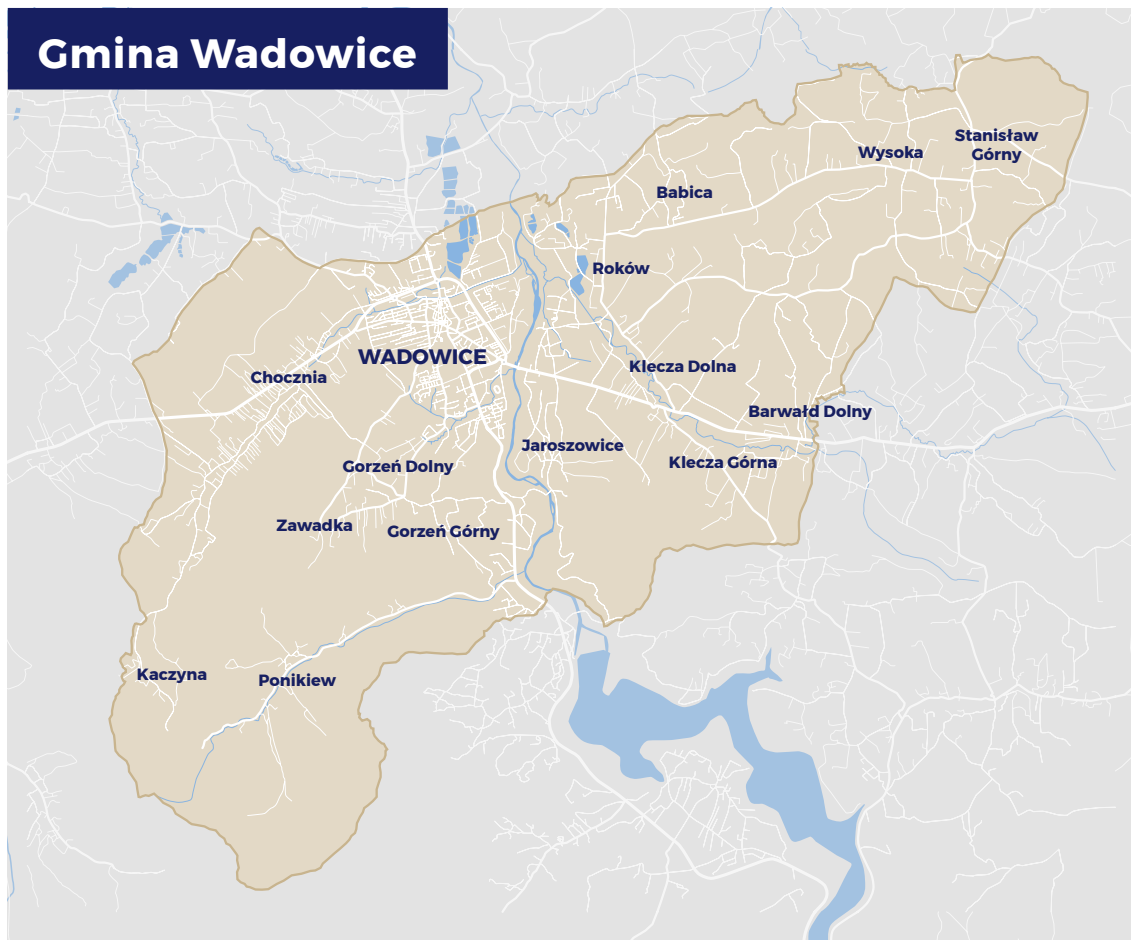 Gmina Wadowice
Stanisław
Górny
Wysoka
Babica
Roków
WADOWICE
Klecza Dolna
Chocznia
Barwałd Dolny
Jaroszowice
Klecza Górna
Gorzeń Dolny
Zawadka
Gorzeń Górny
Kaczyna
Ponikiew